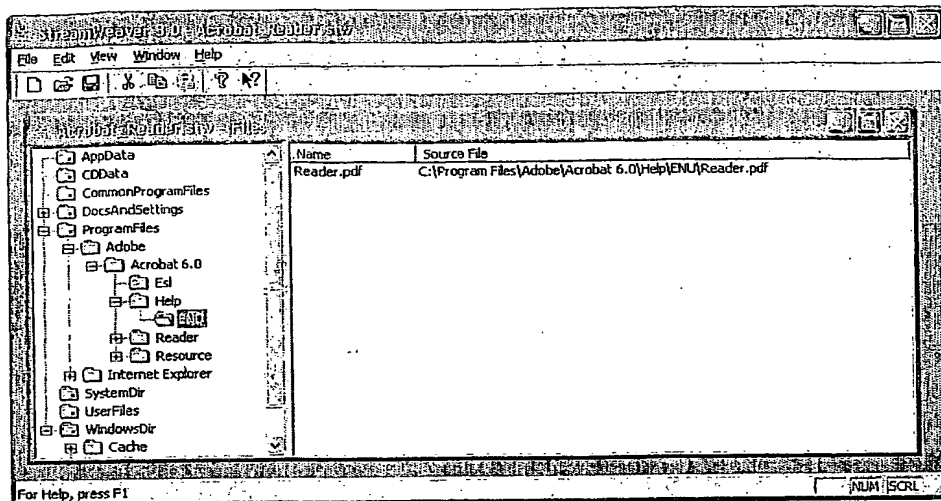 StreamWeaver 3.0 - Acrobat_Reader.stw
File Edit View Window Help
Acrobat_Reader.stw - Files
AppData
CDData
CommonProgramFiles
DocsAndSettings
ProgramFiles
Adobe
Acrobat 6.0
Esl
Help
ENU
Reader
Resource
Internet Explorer
SystemDir
UserFiles
WindowsDir
Cache
Name Source File
Reader.pdf C:\Program Files\Adobe\Acrobat 6.0\Help\ENU\Reader.pdf
For Help, press F1
NUM SCRL